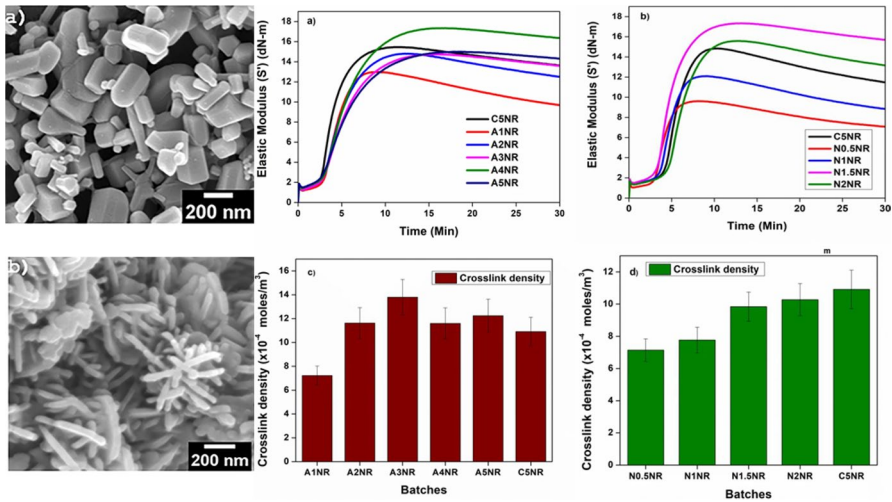 a)
200 nm
a)
Elastic Modulus (S') (dN-m)
18
16
14
12
10
8
6
4
2
0
C5NR
A1NR
A2NR
A3NR
A4NR
A5NR
0 5 10 15 20 25 30
Time (Min)
b)
Elastic Modulus (S') (dN-m)
18
16
14
12
10
8
6
4
2
0
C5NR
N0.5NR
N1NR
N1.5NR
N2NR
0 5 10 15 20 25 30
Time (Min)
b)
200 nm
c)
Crosslink density
Crosslink density (x10⁻⁴ moles/m³)
16
14
12
10
8
6
4
2
0
A1NR A2NR A3NR A4NR A5NR C5NR
Batches
m
d)
Crosslink density
Crosslink density (x10⁻⁴ moles/m³)
12
10
8
6
4
2
0
N0.5NR N1NR N1.5NR N2NR C5NR
Batches